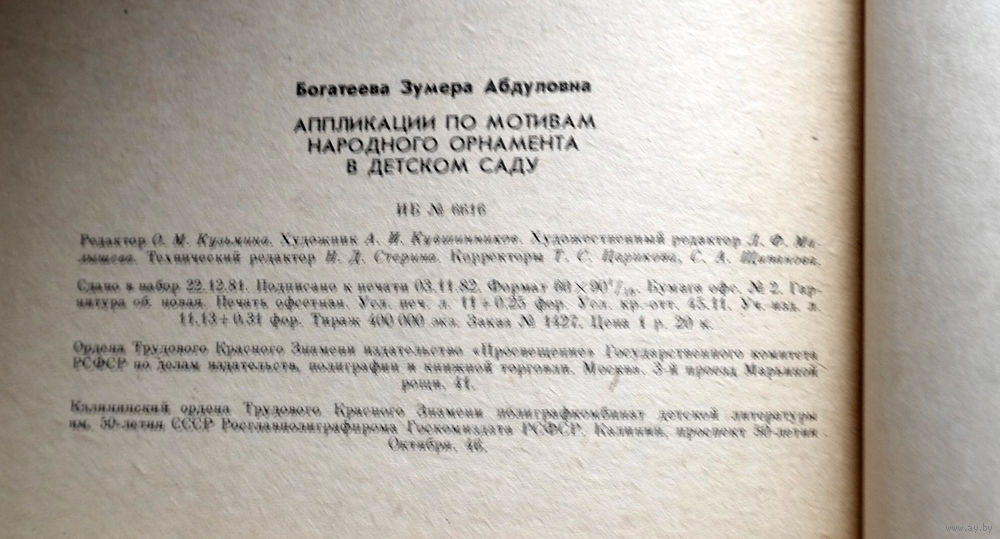 Богатеева Зумера Абдуловна
АППЛИКАЦИИ ПО МОТИВАМ
НАРОДНОГО ОРНАМЕНТА
В ДЕТСКОМ САДУ
ИБ № 6616
Редактор О. М. Кузьмина. Художник А. И. Кувшинников. Художественный редактор Л. Ф. Ма-
лышева. Технический редактор Н. Д. Стерина. Корректоры Т. С. Царикова, С. А.
Сдано в набор 22.12.81. Подписано к печати 03.11.82. Формат 60×90¹/₁₆. Бумага офс. № 2. Гар-
нитура об. новая. Печать офсетная. Усл. печ. л. 11+0,25 фор. Усл. кр.-отт. 45,11. Уч.-изд. л.
11,13+0,31 фор. Тираж 400 000 экз. Заказ № 1427. Цена 1 р. 20 к.
Ордена Трудового Красного Знамени издательство «Просвещение» Государственного комитета
РСФСР по делам издательств, полиграфии и книжной торговли. Москва, 3-й проезд Марьиной
рощи, 41.
Калининский ордена Трудового Красного Знамени полиграфкомбинат детской литературы
им. 50-летия СССР Росглавполиграфпрома Госкомиздата РСФСР. Калинин, проспект 50-летия
Октября, 46.
www.ay.by